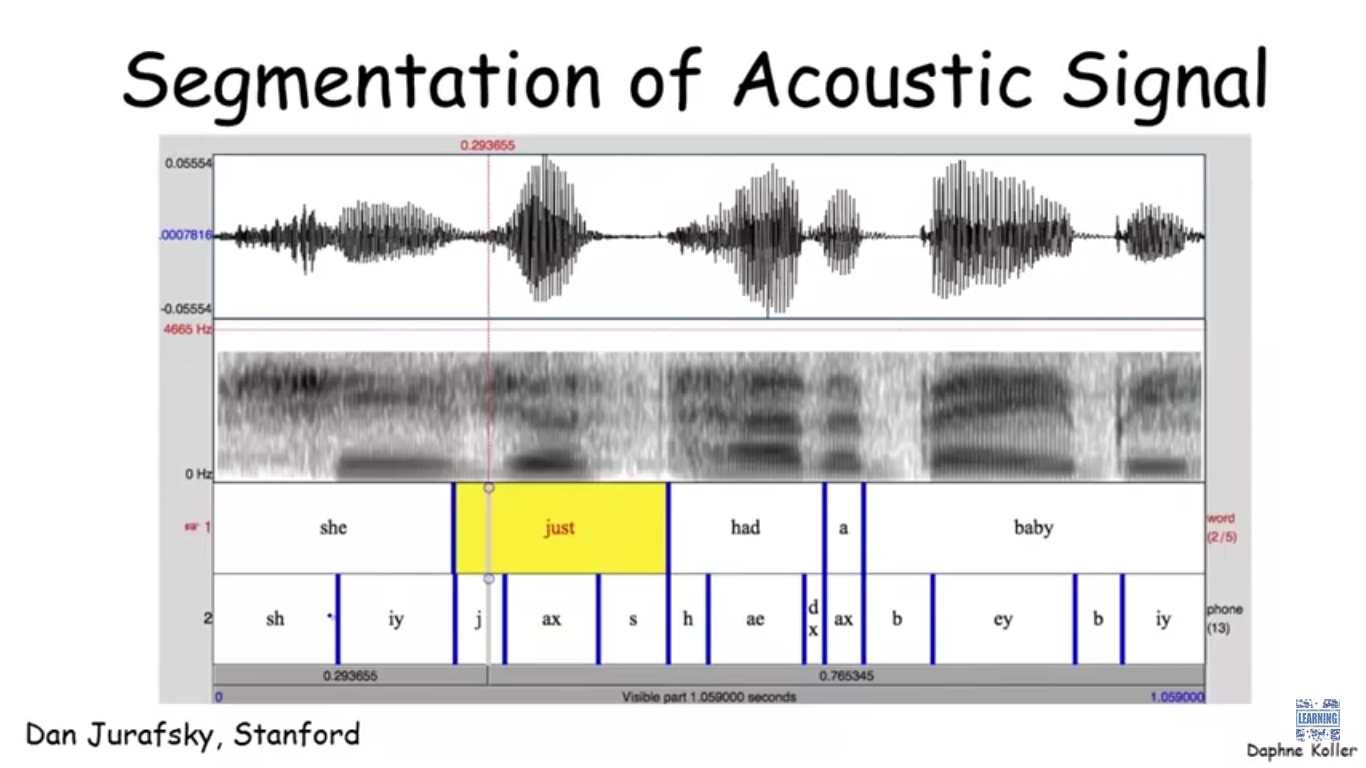 Segmentation of Acoustic Signal
0.293655
0.05554
.0007816
-0.05554
4665 Hz
0 Hz
1 she just had a baby word
(2/5)
2 sh iy j ax s h ae d
x ax b ey b iy phone
(13)
0.293655 0.765345
0 Visible part 1.059000 seconds 1.059000
Dan Jurafsky, Stanford
LEARNING
Daphne Koller